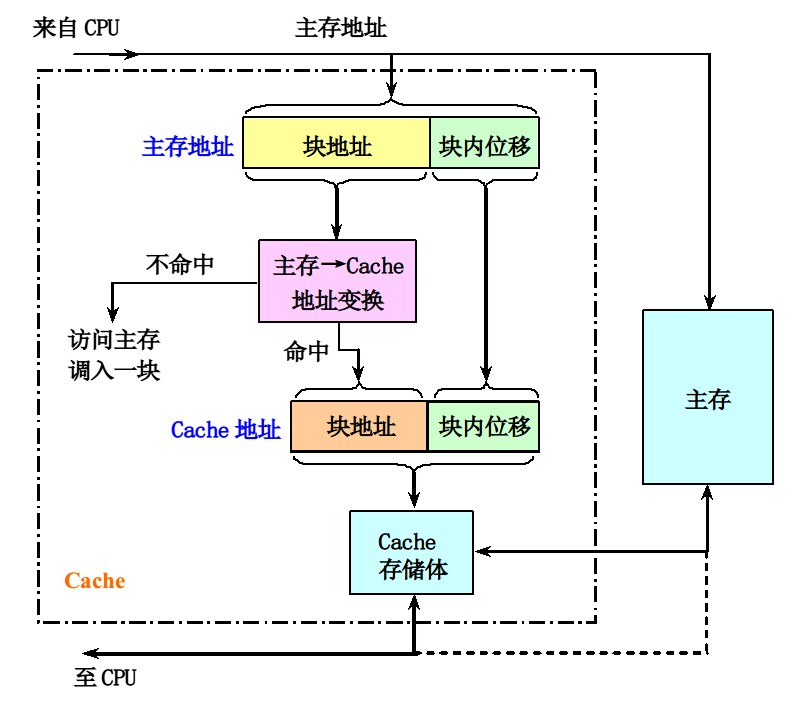 来自 CPU
主存地址
主存地址
块地址
块内位移
不命中
主存→Cache
地址变换
访问主存
调入一块
命中
主存
Cache 地址
块地址
块内位移
Cache
存储体
Cache
至 CPU